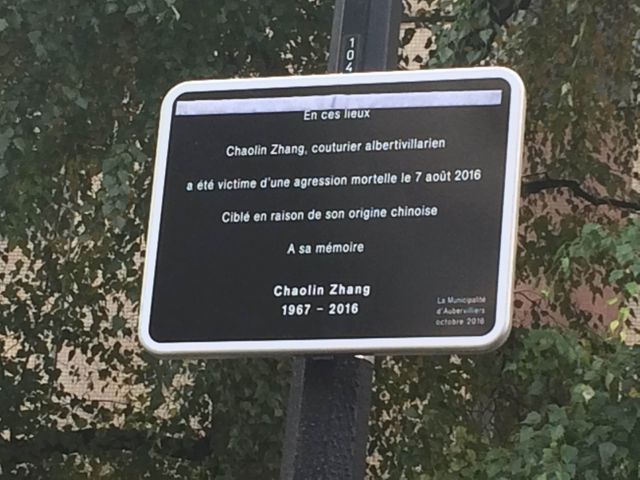 104
En ces lieux
Chaolin Zhang, couturier albertivillarien
a été victime d'une agression mortelle le 7 août 2016
Ciblé en raison de son origine chinoise
A sa mémoire
Chaolin Zhang
1967 – 2016
La Municipalité
d'Aubervilliers
octobre 2016